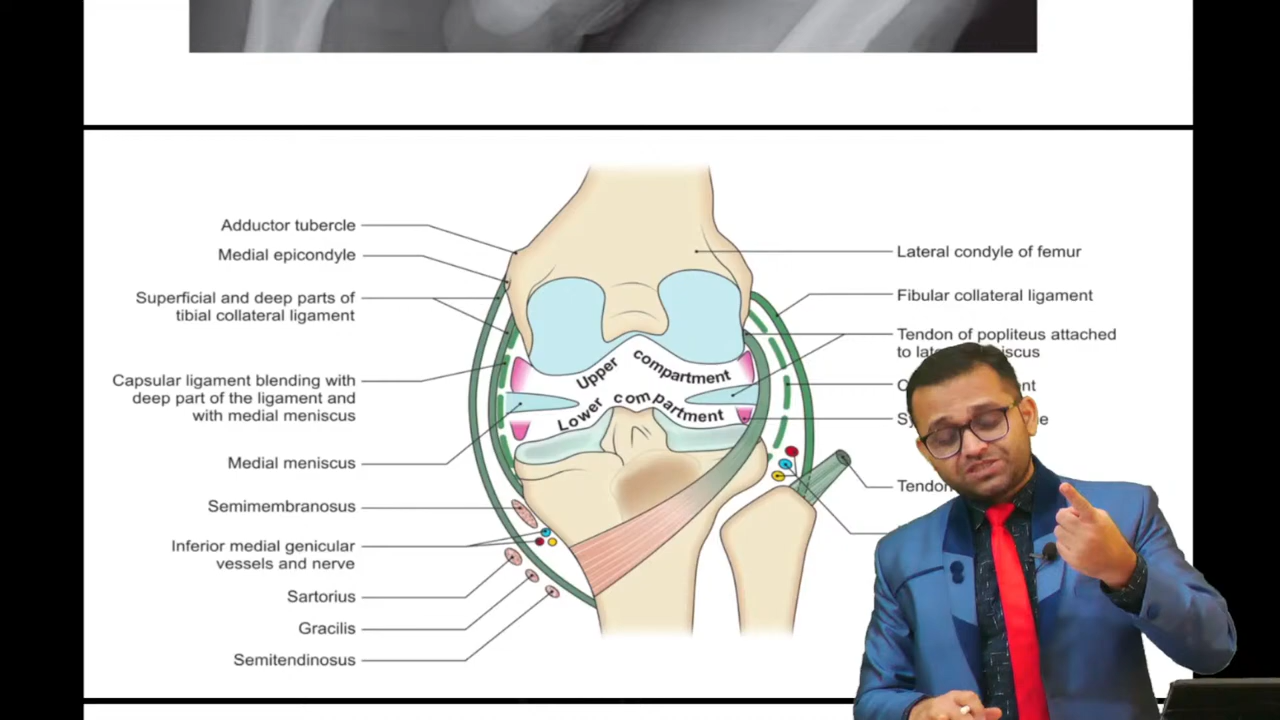 Adductor tubercle
Medial epicondyle
Superficial and deep parts of
tibial collateral ligament
Capsular ligament blending with
deep part of the ligament and
with medial meniscus
Medial meniscus
Semimembranosus
Inferior medial genicular
vessels and nerve
Sartorius
Gracilis
Semitendinosus
Upper compartment
Lower compartment
Lateral condyle of femur
Fibular collateral ligament
Tendon of popliteus attached
to
Tendon